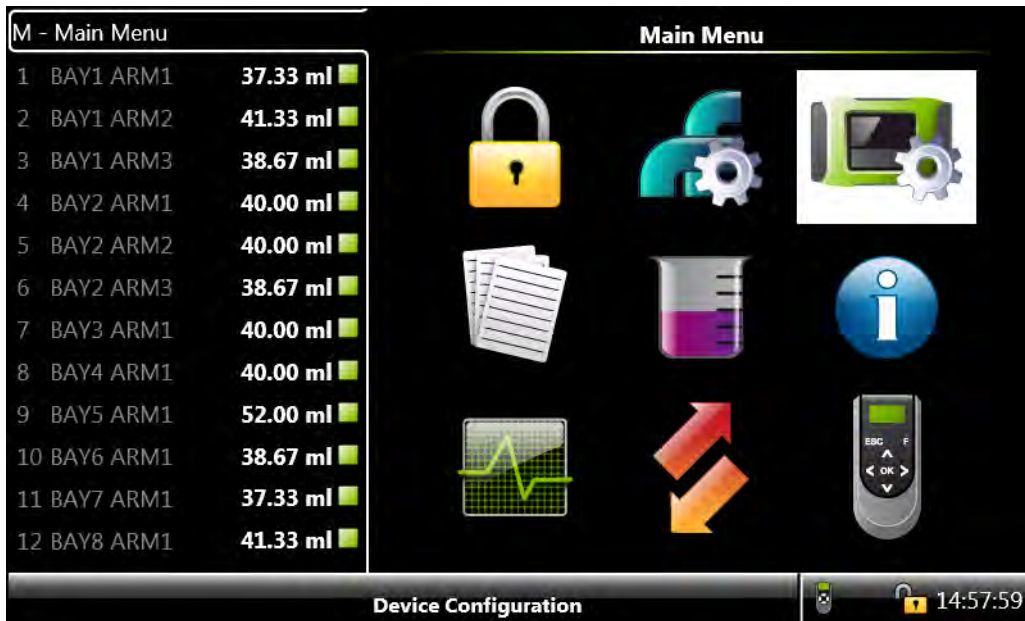 M - Main Menu
1 BAY1 ARM1 37.33 ml
2 BAY1 ARM2 41.33 ml
3 BAY1 ARM3 38.67 ml
4 BAY2 ARM1 40.00 ml
5 BAY2 ARM2 40.00 ml
6 BAY2 ARM3 38.67 ml
7 BAY3 ARM1 40.00 ml
8 BAY4 ARM1 40.00 ml
9 BAY5 ARM1 52.00 ml
10 BAY6 ARM1 38.67 ml
11 BAY7 ARM1 37.33 ml
12 BAY8 ARM1 41.33 ml
Main Menu
ESC F
OK
Device Configuration
14:57:59